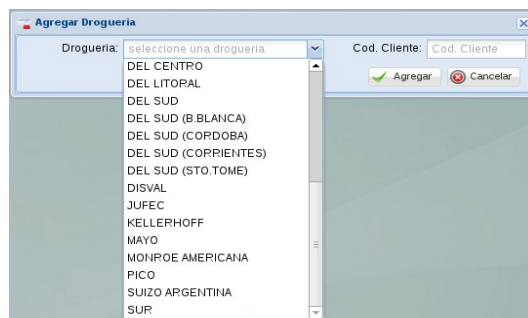 Agregar Drogueria
Drogueria: seleccione una drogueria Cod. Cliente: Cod. Cliente
Agregar Cancelar
DEL CENTRO
DEL LITORAL
DEL SUD
DEL SUD (B.BLANCA)
DEL SUD (CORDOBA)
DEL SUD (CORRIENTES)
DEL SUD (STO.TOME)
DISVAL
JUFEC
KELLERHOFF
MAYO
MONROE AMERICANA
PICO
SUIZO ARGENTINA
SUR